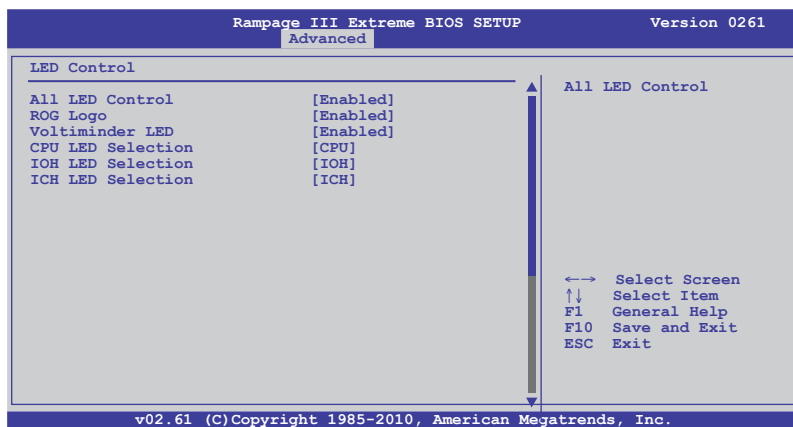 Rampage III Extreme BIOS SETUP Version 0261
Advanced
LED Control
All LED Control [Enabled]
ROG Logo [Enabled]
Voltiminder LED [Enabled]
CPU LED Selection [CPU]
IOH LED Selection [IOH]
ICH LED Selection [ICH]
All LED Control
←→ Select Screen
↑↓ Select Item
F1 General Help
F10 Save and Exit
ESC Exit
v02.61 (C)Copyright 1985-2010, American Megatrends, Inc.